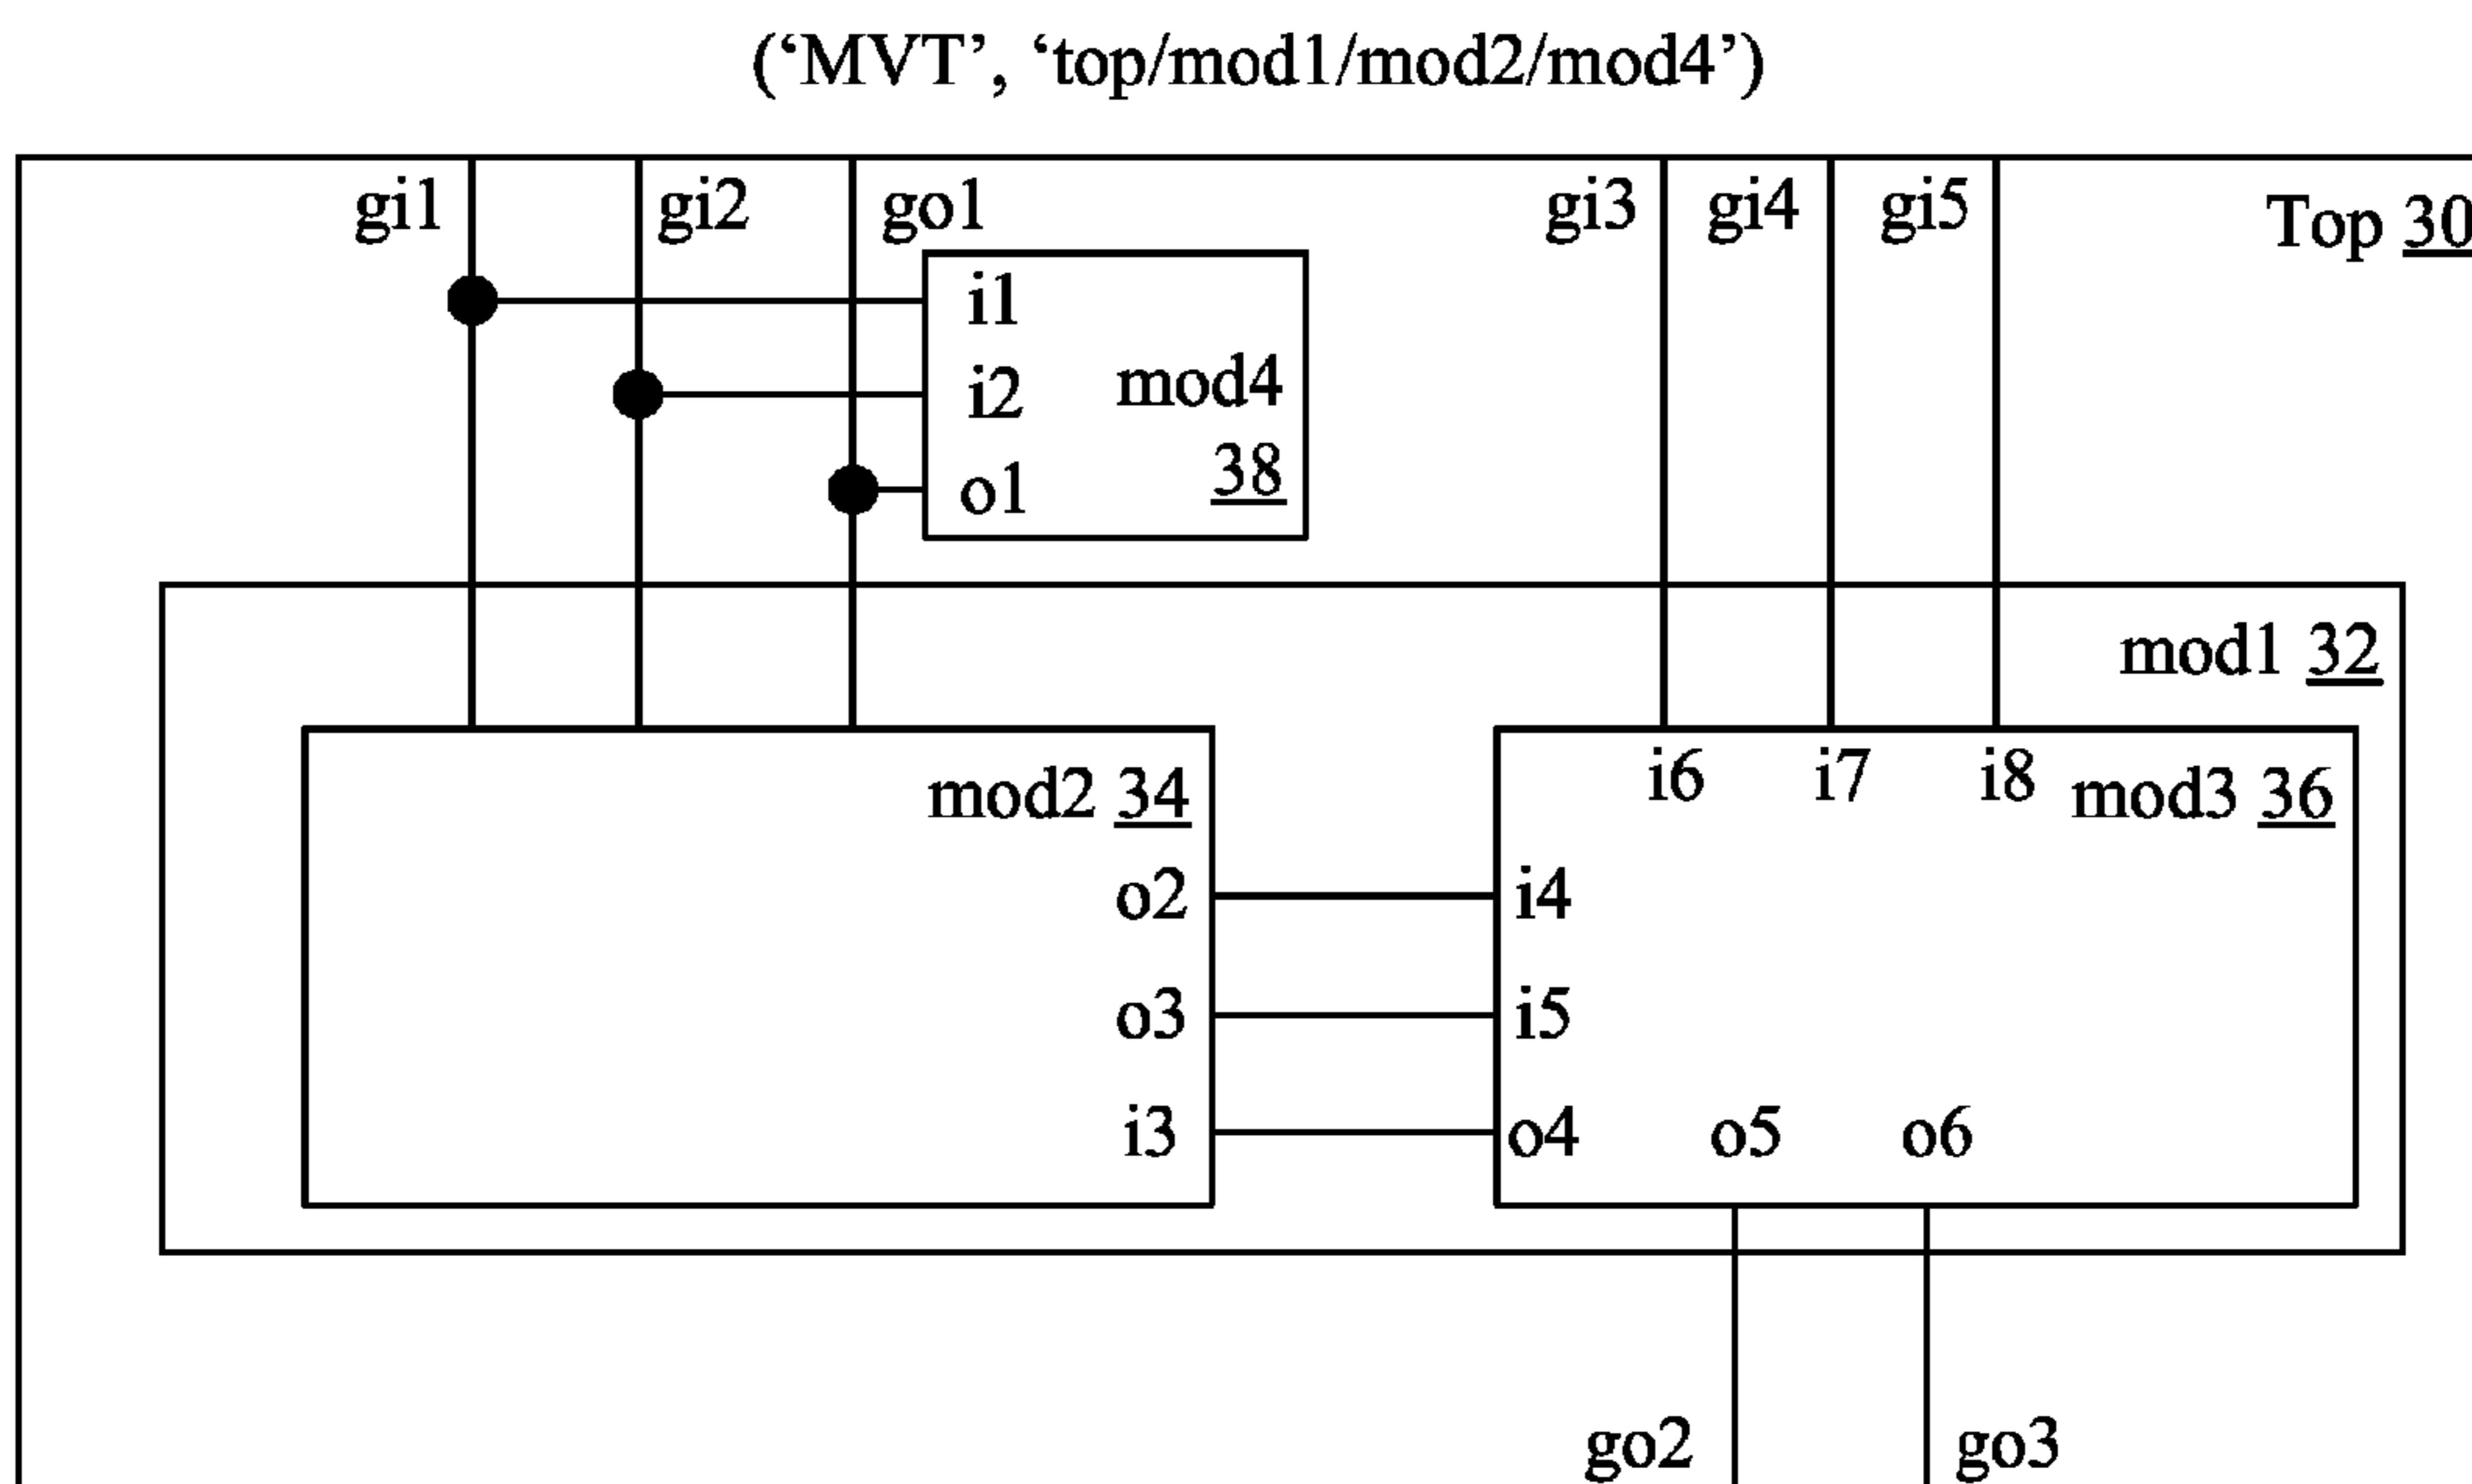 (‘MVT’, ‘top/mod1/mod2/mod4’)
gi1 gi2 go1 gi3 gi4 gi5 Top 30
i1
i2 mod4
o1 38
mod1 32
mod2 34 i6 i7 i8 mod3 36
o2 i4
o3 i5
i3 o4 o5 o6
go2 go3